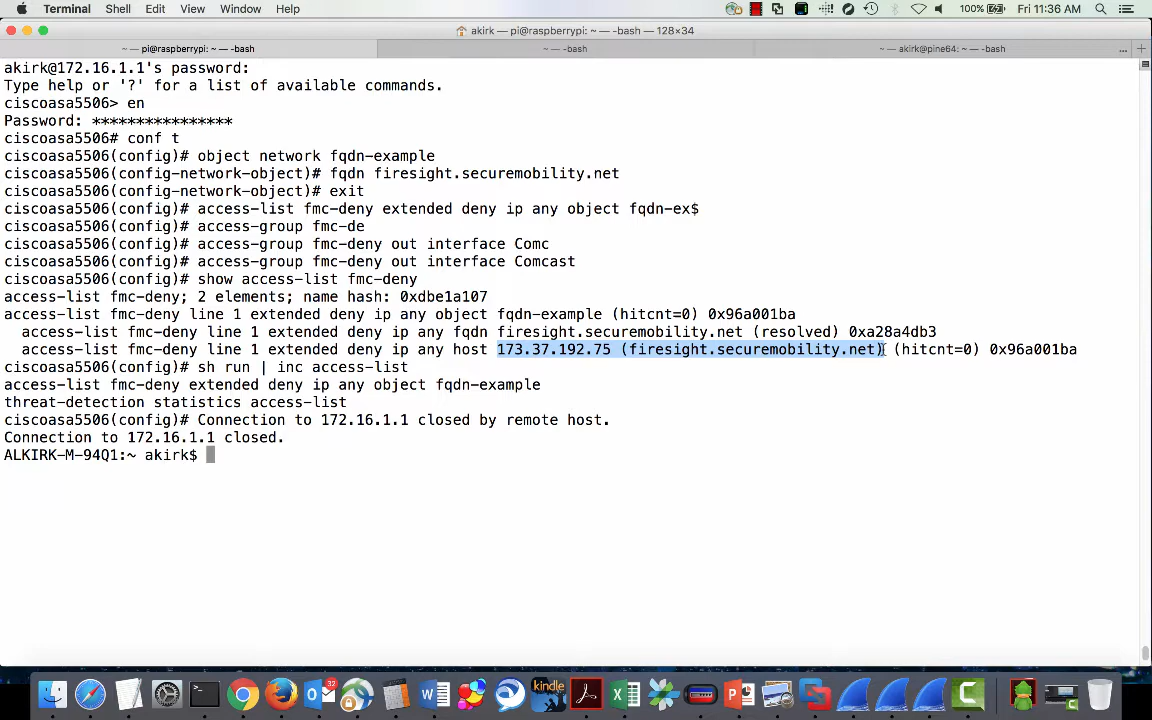 Terminal Shell Edit View Window Help 100% Fri 11:36 AM
akirk — pi@raspberrypi: ~ — -bash — 128×34
~ — pi@raspberrypi: ~ — -bash ~ — -bash ~ — akirk@pine64: ~ — -bash ... +
akirk@172.16.1.1's password:
Type help or '?' for a list of available commands.
ciscoasa5506> en
Password: ****************
ciscoasa5506# conf t
ciscoasa5506(config)# object network fqdn-example
ciscoasa5506(config-network-object)# fqdn firesight.securemobility.net
ciscoasa5506(config-network-object)# exit
ciscoasa5506(config)# access-list fmc-deny extended deny ip any object fqdn-ex$
ciscoasa5506(config)# access-group fmc-de
ciscoasa5506(config)# access-group fmc-deny out interface Comc
ciscoasa5506(config)# access-group fmc-deny out interface Comcast
ciscoasa5506(config)# show access-list fmc-deny
access-list fmc-deny; 2 elements; name hash: 0xdbe1a107
access-list fmc-deny line 1 extended deny ip any object fqdn-example (hitcnt=0) 0x96a001ba
access-list fmc-deny line 1 extended deny ip any fqdn firesight.securemobility.net (resolved) 0xa28a4db3
access-list fmc-deny line 1 extended deny ip any host 173.37.192.75 (firesight.securemobility.net) (hitcnt=0) 0x96a001ba
ciscoasa5506(config)# sh run | inc access-list
access-list fmc-deny extended deny ip any object fqdn-example
threat-detection statistics access-list
ciscoasa5506(config)# Connection to 172.16.1.1 closed by remote host.
Connection to 172.16.1.1 closed.
ALKIRK-M-94Q1:~ akirk$
32
kindle